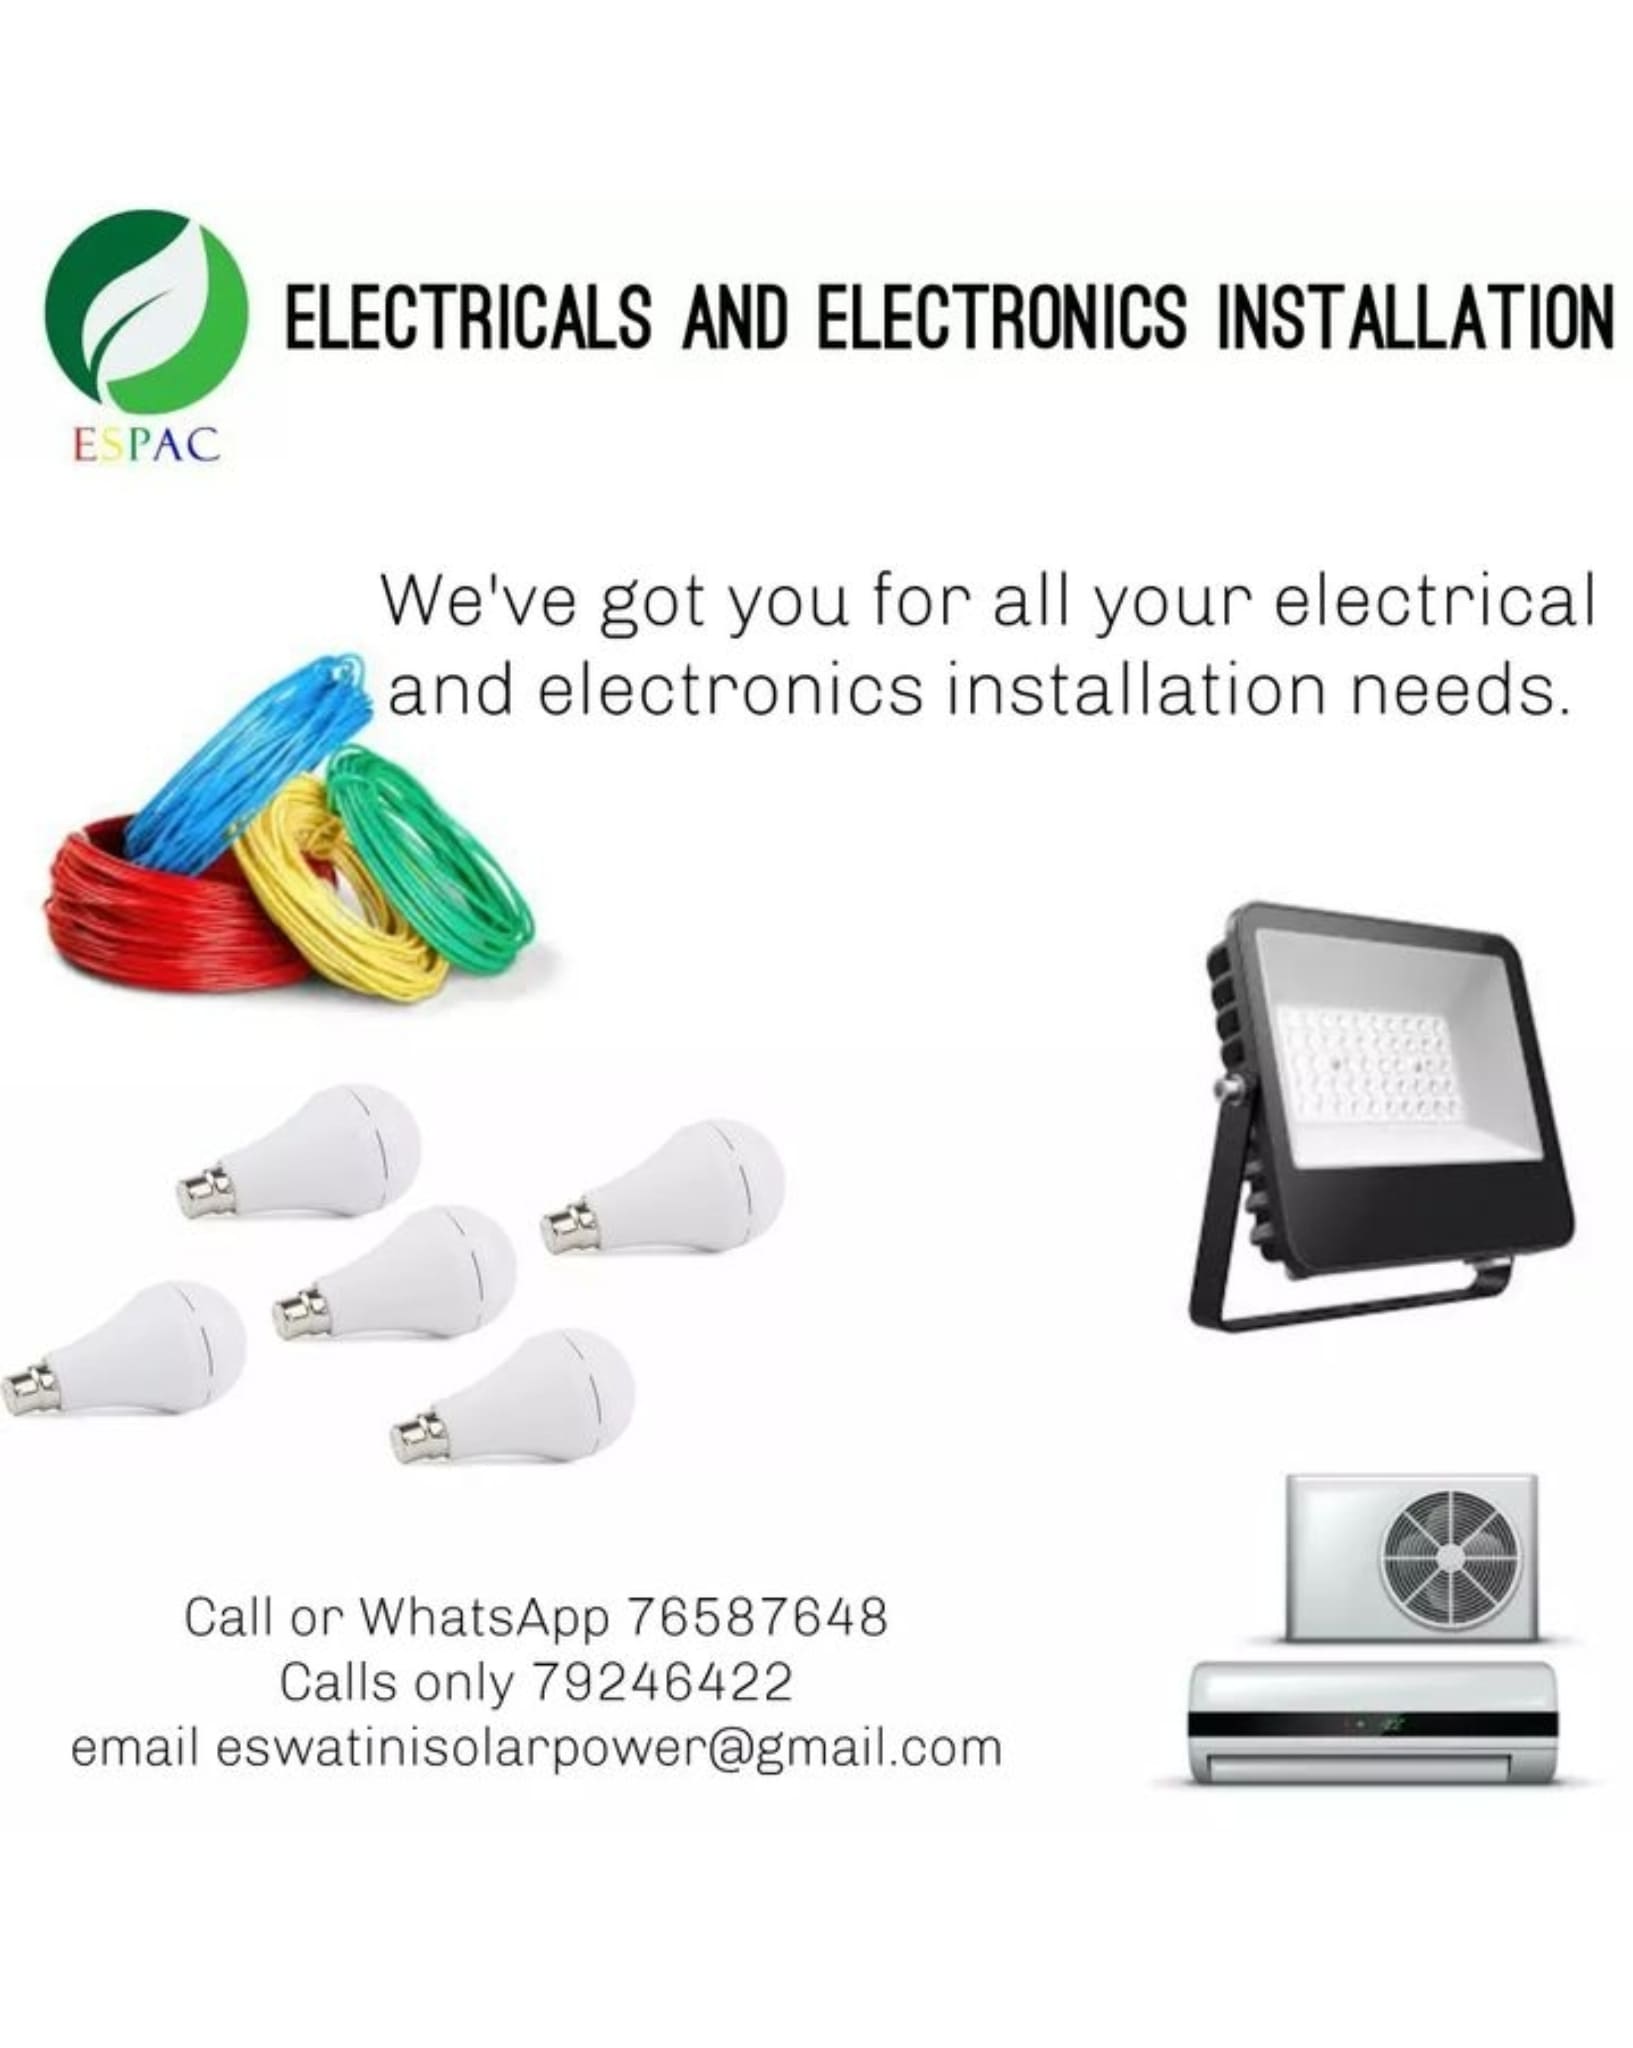 ELECTRICALS AND ELECTRONICS INSTALLATION
ESPAC
We've got you for all your electrical
and electronics installation needs.
Call or WhatsApp 76587648
Calls only 79246422
email eswatinisolarpower@gmail.com